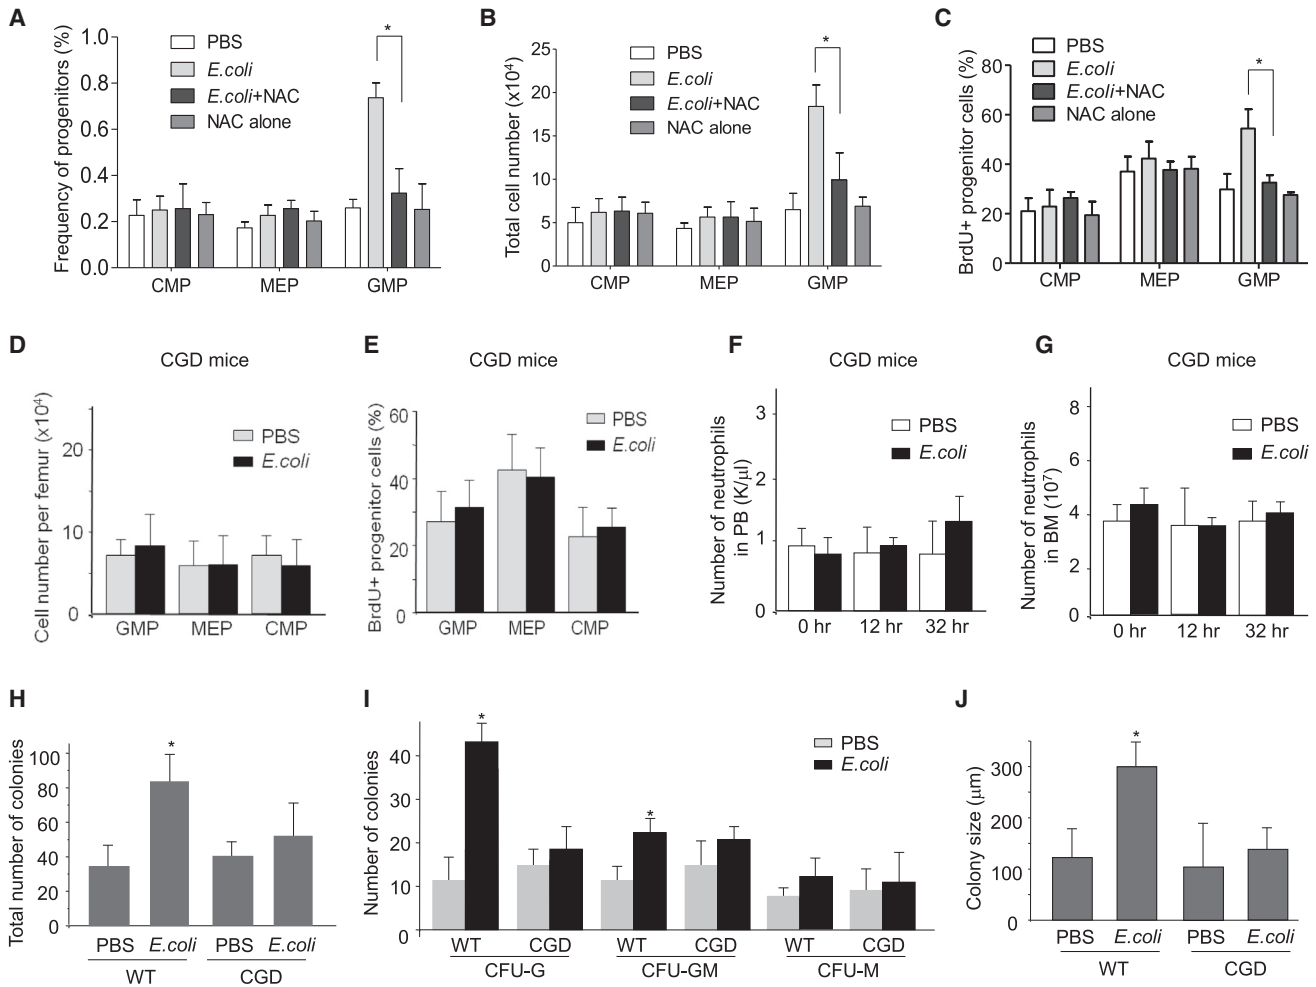 A
Frequency of progenitors (%)
1.0
0.8
0.6
0.4
0.2
0.0
PBS
E.coli
E.coli+NAC
NAC alone
*
CMP MEP GMP
B
Total cell number (x10⁴)
25
20
15
10
5
0
PBS
E.coli
E.coli+NAC
NAC alone
*
CMP MEP GMP
C
BrdU+ progenitor cells (%)
80
60
40
20
0
PBS
E.coli
E.coli+NAC
NAC alone
*
CMP MEP GMP
D
CGD mice
Cell number per femur (x10⁴)
20
10
0
PBS
E.coli
GMP MEP CMP
E
CGD mice
BrdU+ progenitor cells (%)
60
40
20
0
PBS
E.coli
GMP MEP CMP
F
CGD mice
Number of neutrophils
in PB (K/μl)
3
2
1
0
PBS
E.coli
0 hr 12 hr 32 hr
G
CGD mice
Number of neutrophils
in BM (10⁷)
8
6
4
2
0
PBS
E.coli
0 hr 12 hr 32 hr
H
Total number of colonies
100
80
60
40
20
0
*
PBS E.coli PBS E.coli
WT CGD
I
Number of colonies
40
30
20
10
0
PBS
E.coli
*
*
WT CGD WT CGD WT CGD
CFU-G CFU-GM CFU-M
J
Colony size (μm)
300
200
100
0
*
PBS E.coli PBS E.coli
WT CGD